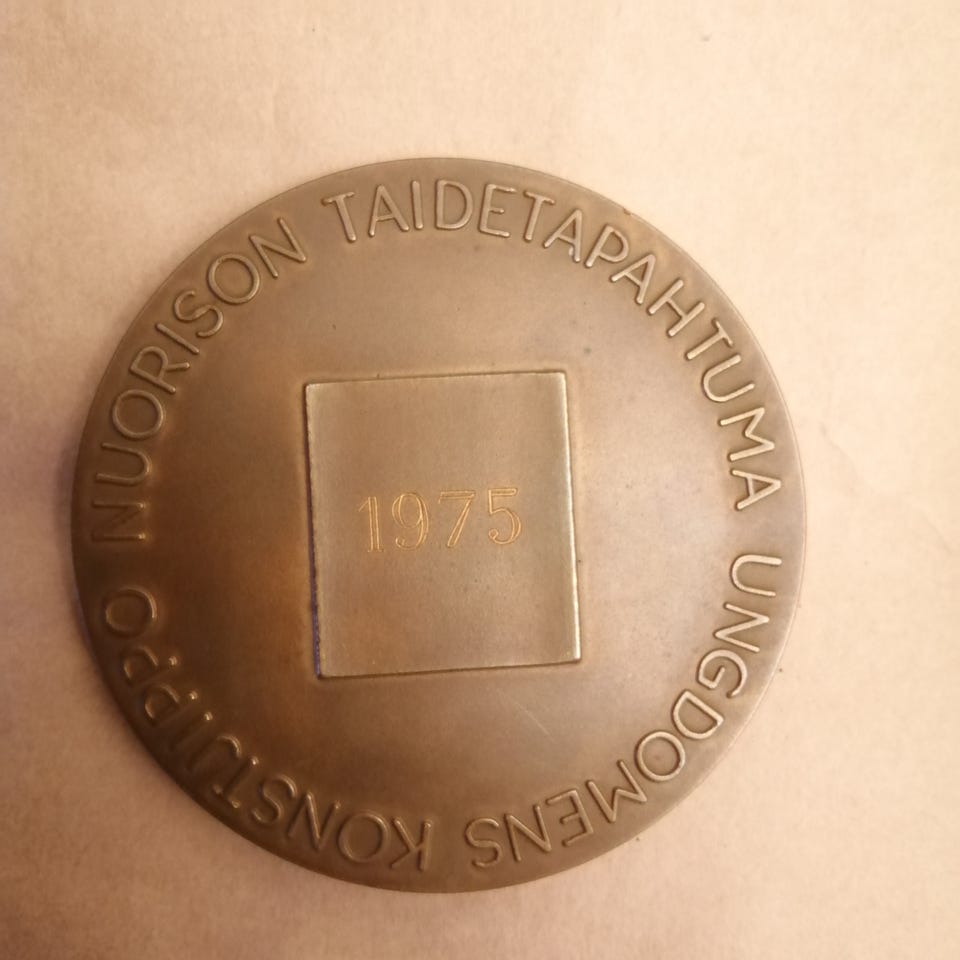 NUORISON TAIDETAPAHTUMA UNGDOMENS KONSTJIPPO
1975